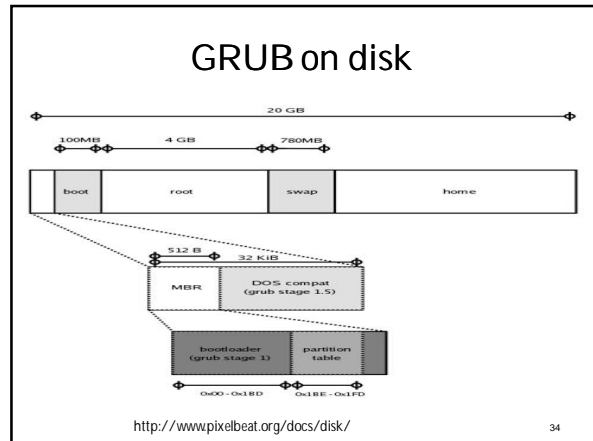 GRUB on disk
20 GB
100MB 4 GB 780MB
boot root swap home
512 B
32 KiB
MBR DOS compat
(grub stage 1.5)
bootloader partition
(grub stage 1) table
0x00-0x1BD 0x1BE-0x1FD
http://www.pixelbeat.org/docs/disk/ 34